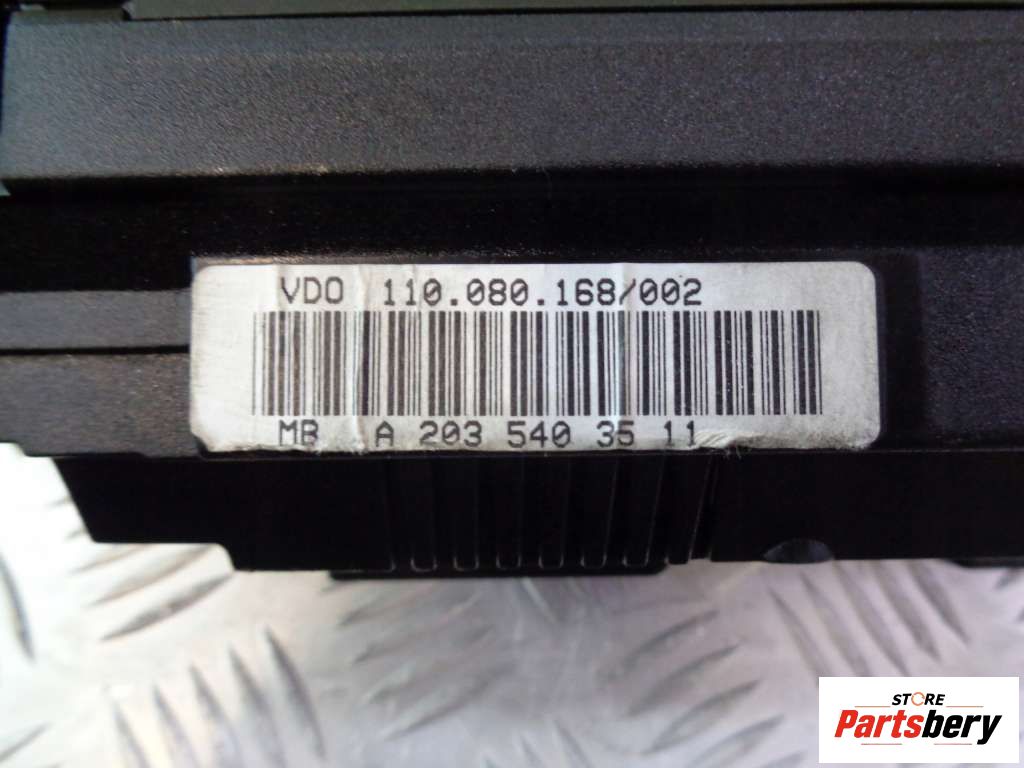 VDO 110.080.168/002
MB A 203 540 35 11
STORE
Partsbery